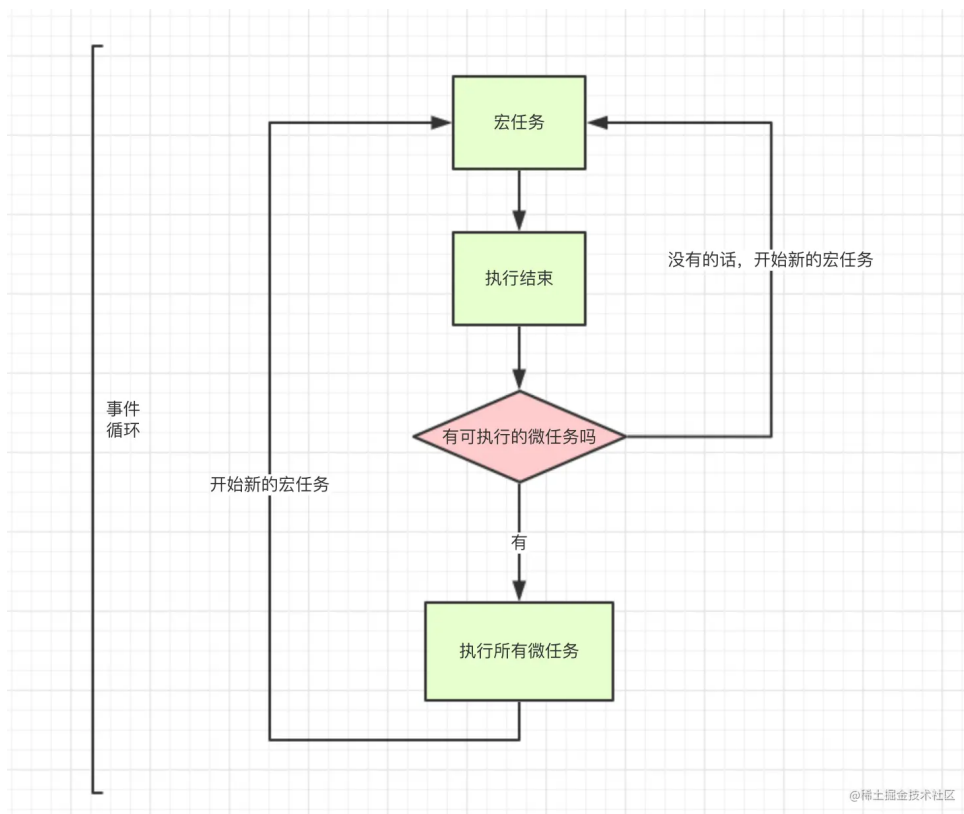 宏任务
执行结束
没有的话，开始新的宏任务
事件
循环
有可执行的微任务吗
开始新的宏任务
有
执行所有微任务
@稀土掘金技术社区